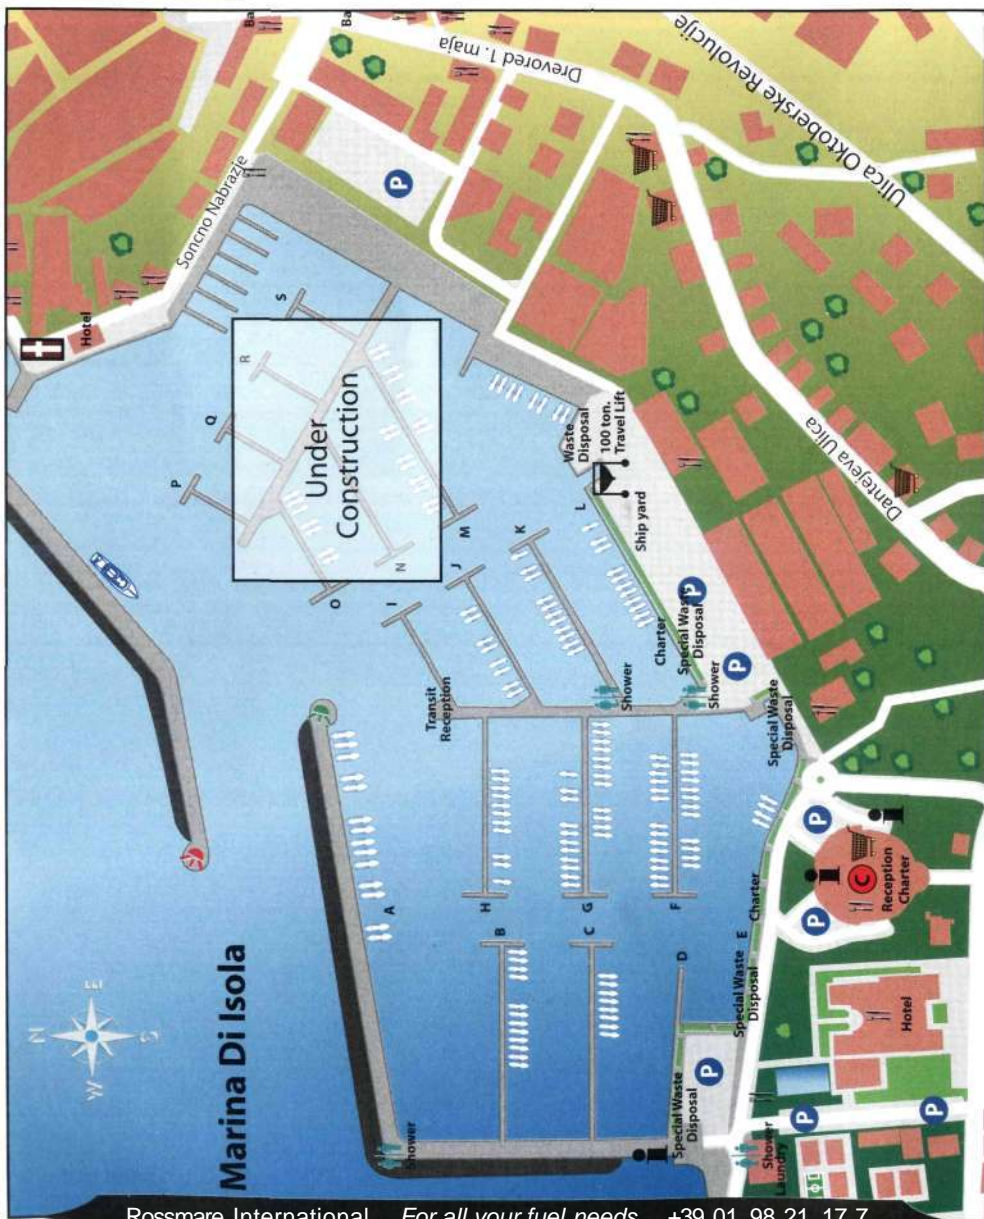 Marina Di Isola
N
E
S
W
Ba
Ba
Drevored 1. maja
Ulica Oktoberske Revolucije
Soncno Nabrazje
Hotel
P
S
R
Q
P
Under
Construction
O
N
M
Waste
Disposal
100 ton.
Travel Lift
Ship yard
Dantejeva Ulica
L
K
J
I
Charter
Special Waste
Disposal
P
P
Transit
Reception
Shower
Shower
Special Waste
Disposal
A
H
G
F
B
C
D
E
Charter
P
P
C
Reception
Charter
Special Waste
Disposal
Hotel
P
Special Waste
Disposal
Shower
Shower
Laundry
P
P
Rossmare International For all your fuel needs +39 01 98 21 17 7